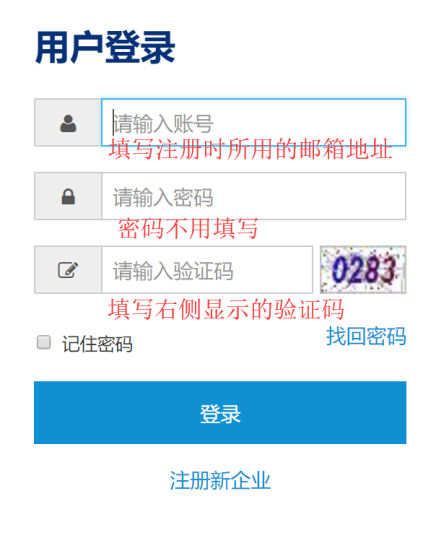 用户登录
请输入账号
填写注册时所用的邮箱地址
请输入密码
密码不用填写
请输入验证码 0283
填写右侧显示的验证码
记住密码 找回密码
登录
注册新企业